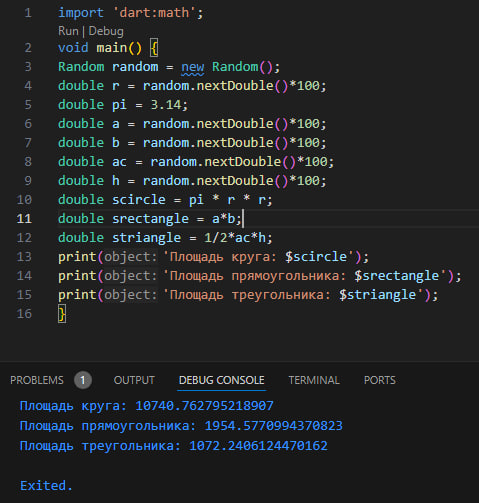 1 import 'dart:math';
Run | Debug
2 void main() {
3 Random random = new Random();
4 double r = random.nextDouble()*100;
5 double pi = 3.14;
6 double a = random.nextDouble()*100;
7 double b = random.nextDouble()*100;
8 double ac = random.nextDouble()*100;
9 double h = random.nextDouble()*100;
10 double scircle = pi * r * r;
11 double srectangle = a*b;
12 double striangle = 1/2*ac*h;
13 print(object: 'Площадь круга: $scircle');
14 print(object: 'Площадь прямоугольника: $srectangle');
15 print(object: 'Площадь треугольника: $striangle');
16 }
PROBLEMS 1 OUTPUT DEBUG CONSOLE TERMINAL PORTS
Площадь круга: 10740.762795218907
Площадь прямоугольника: 1954.5770994370823
Площадь треугольника: 1072.2406124470162
Exited.